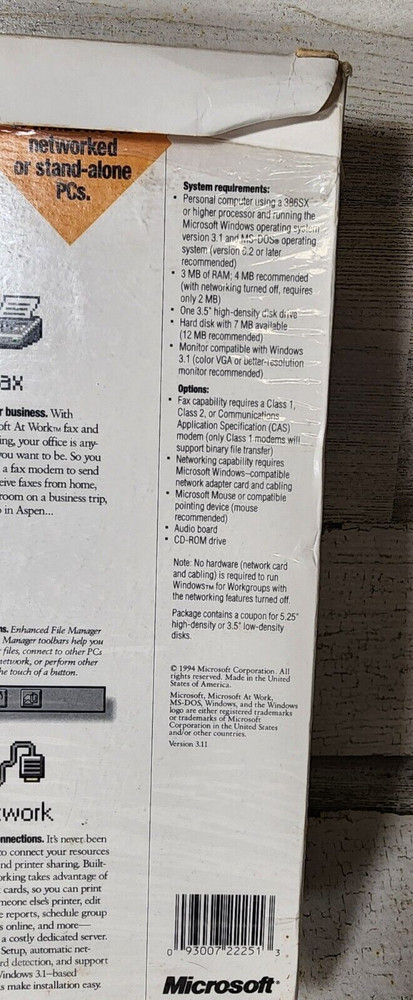 networked
or stand-alone
PCs.
ax
r business. With
oft At Work™ fax and
ing, your office is any-
you want to be. So you
a fax modem to send
eive faxes from home,
room on a business trip,
in Aspen...
ns. Enhanced File Manager
Manager toolbars help you
files, connect to other PCs
network, or perform other
he touch of a button.
twork
nnections. It's never been
to connect your resources
nd printer sharing. Built-
orking takes advantage of
cards, so you can print
meone else's printer, edit
e reports, schedule group
s online, and more—
a costly dedicated server.
Setup, automatic net-
rd detection, and support
Windows 3.1–based
s make installation easy.
System requirements:
• Personal computer using a 386SX
or higher processor and running the
Microsoft Windows operating system
version 3.1 and MS-DOS® operating
system (version 6.2 or later
recommended)
• 3 MB of RAM; 4 MB recommended
(with networking turned off, requires
only 2 MB)
• One 3.5" high-density disk drive
• Hard disk with 7 MB available
(12 MB recommended)
• Monitor compatible with Windows
3.1 (color VGA or better-resolution
monitor recommended)
Options:
• Fax capability requires a Class 1,
Class 2, or Communications
Application Specification (CAS)
modem (only Class 1 modems will
support binary file transfer)
• Networking capability requires
Microsoft Windows–compatible
network adapter card and cabling
• Microsoft Mouse or compatible
pointing device (mouse
recommended)
• Audio board
• CD-ROM drive
Note: No hardware (network card
and cabling) is required to run
Windows™ for Workgroups with
the networking features turned off.
Package contains a coupon for 5.25"
high-density or 3.5" low-density
disks.
© 1994 Microsoft Corporation. All
rights reserved. Made in the United
States of America.
Microsoft, Microsoft At Work,
MS-DOS, Windows, and the Windows
logo are either registered trademarks
or trademarks of Microsoft
Corporation in the United States
and/or other countries.
Version 3.11
0 93007 22251 3
Microsoft®